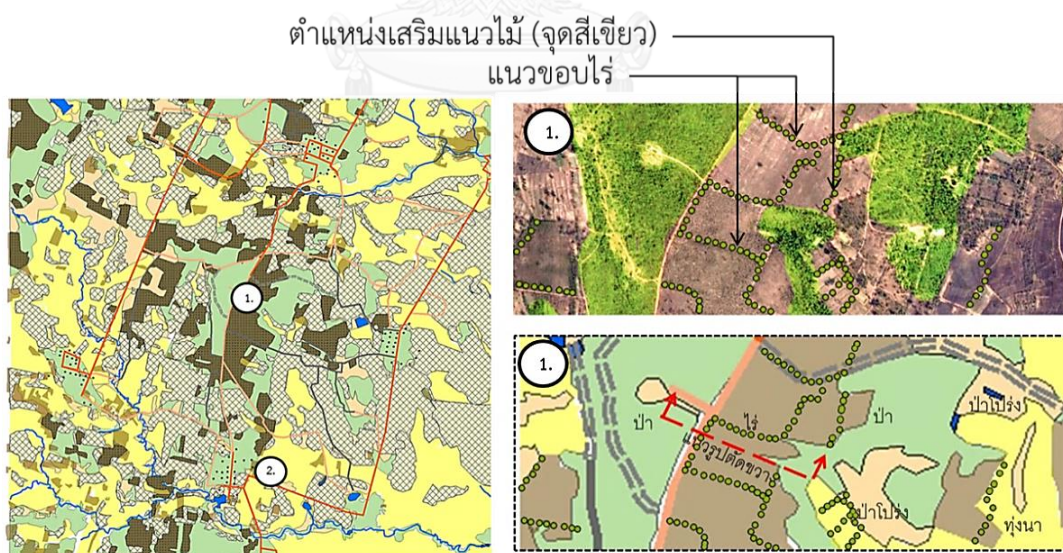 ตำแหน่งเสริมแนวไม้ (จุดสีเขียว)
แนวขอบไร่
1.
2.
1.
1.
ป่า
ไร่
แนวรูปตัดขวาง
ป่า
ป่าโปร่ง
ป่าโปร่ง
ทุ่งนา